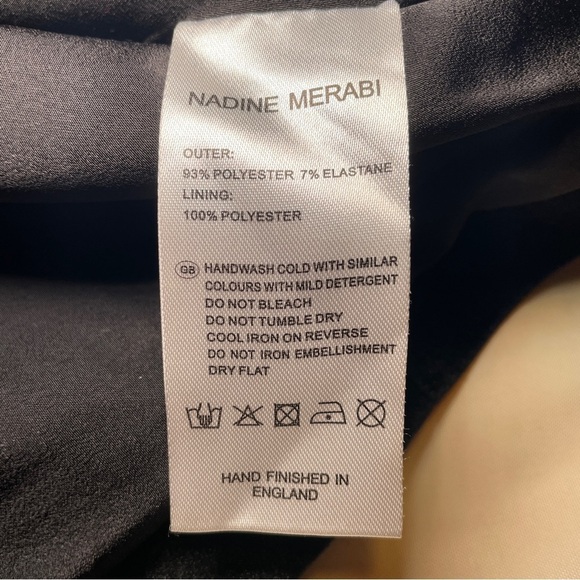 NADINE MERABI
OUTER:
93% POLYESTER 7% ELASTANE
LINING:
100% POLYESTER
GB HANDWASH COLD WITH SIMILAR
COLOURS WITH MILD DETERGENT
DO NOT BLEACH
DO NOT TUMBLE DRY
COOL IRON ON REVERSE
DO NOT IRON EMBELLISHMENT
DRY FLAT
HAND FINISHED IN
ENGLAND